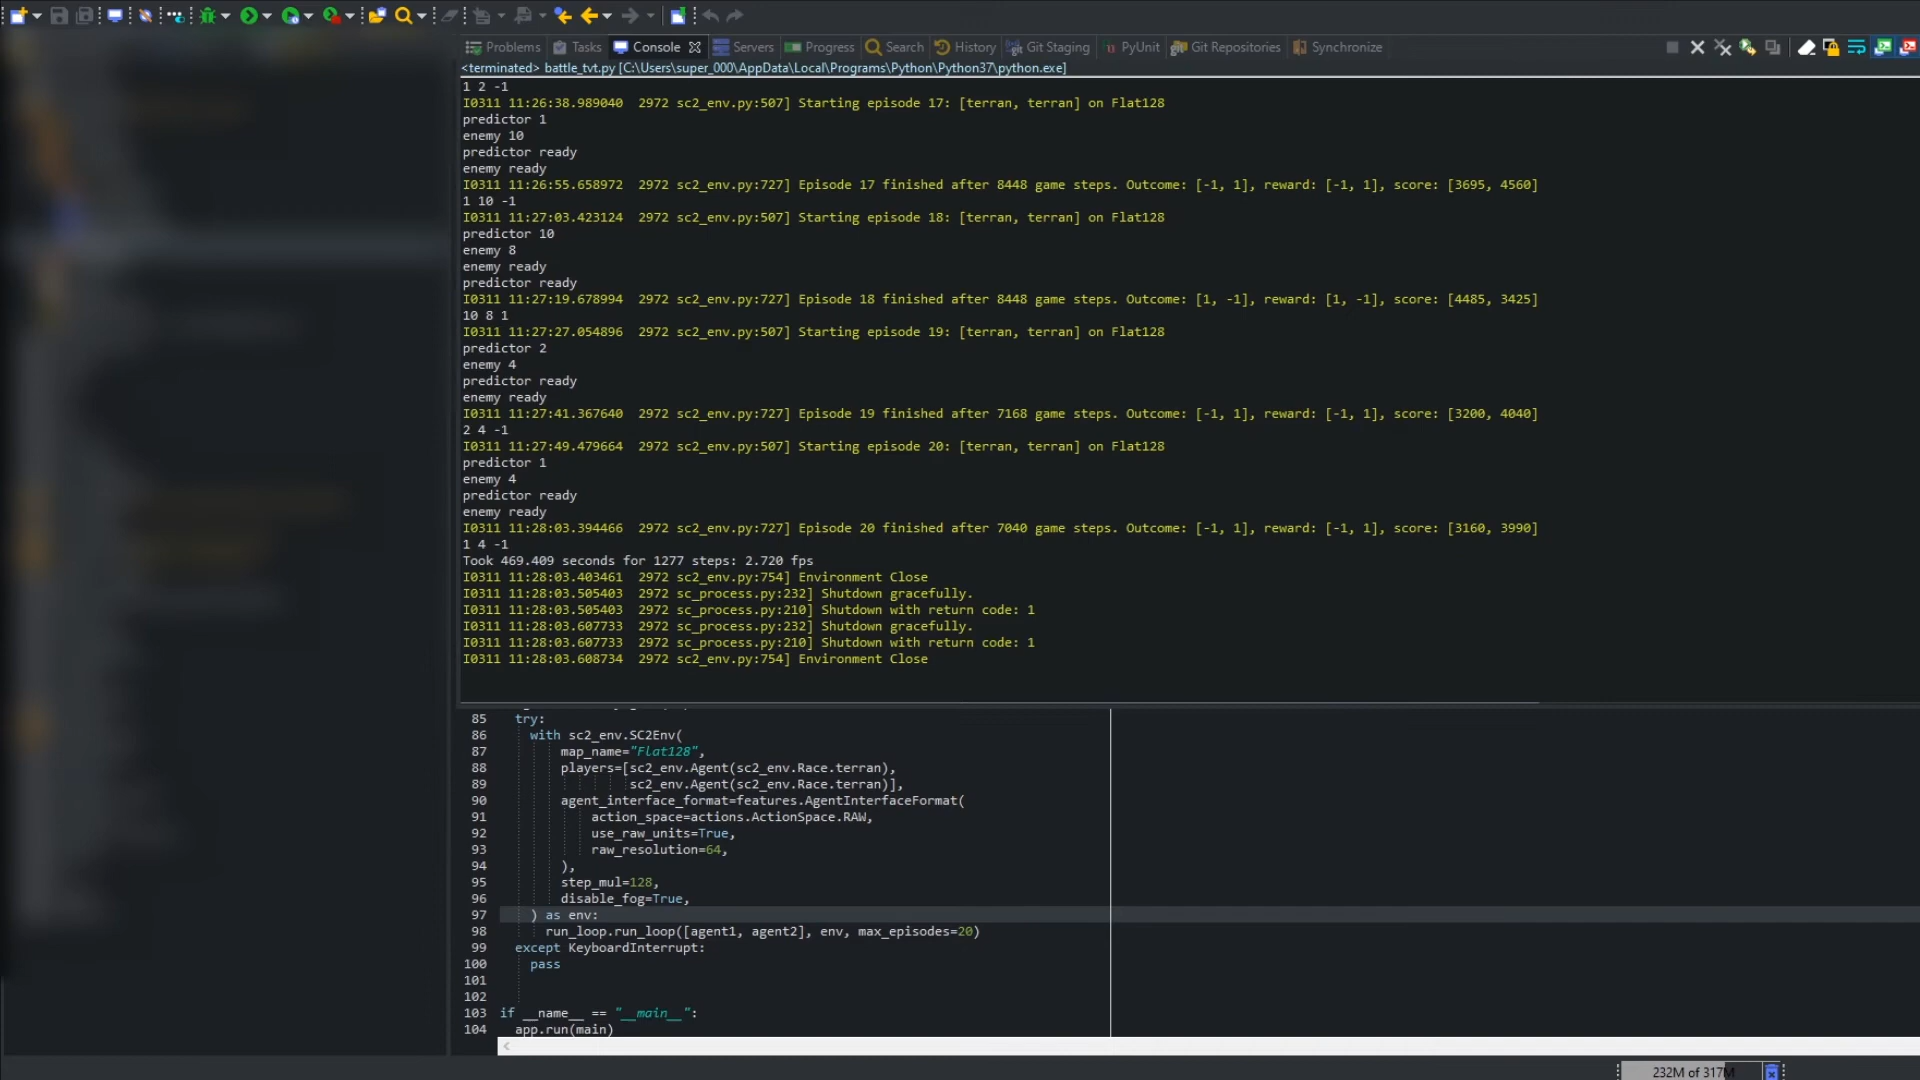 Problems Tasks Console Servers Progress Search History Git Staging PyUnit Git Repositories Synchronize
<terminated> battle_tvt.py [C:\Users\super_000\AppData\Local\Programs\Python\Python37\python.exe]
1 2 -1
I0311 11:26:38.989040  2972 sc2_env.py:507] Starting episode 17: [terran, terran] on Flat128
predictor 1
enemy 10
predictor ready
enemy ready
I0311 11:26:55.658972  2972 sc2_env.py:727] Episode 17 finished after 8448 game steps. Outcome: [-1, 1], reward: [-1, 1], score: [3695, 4560]
1 10 -1
I0311 11:27:03.423124  2972 sc2_env.py:507] Starting episode 18: [terran, terran] on Flat128
predictor 10
enemy 8
enemy ready
predictor ready
I0311 11:27:19.678994  2972 sc2_env.py:727] Episode 18 finished after 8448 game steps. Outcome: [1, -1], reward: [1, -1], score: [4485, 3425]
10 8 1
I0311 11:27:27.054896  2972 sc2_env.py:507] Starting episode 19: [terran, terran] on Flat128
predictor 2
enemy 4
predictor ready
enemy ready
I0311 11:27:41.367640  2972 sc2_env.py:727] Episode 19 finished after 7168 game steps. Outcome: [-1, 1], reward: [-1, 1], score: [3200, 4040]
2 4 -1
I0311 11:27:49.479664  2972 sc2_env.py:507] Starting episode 20: [terran, terran] on Flat128
predictor 1
enemy 4
predictor ready
enemy ready
I0311 11:28:03.394466  2972 sc2_env.py:727] Episode 20 finished after 7040 game steps. Outcome: [-1, 1], reward: [-1, 1], score: [3160, 3990]
1 4 -1
Took 469.409 seconds for 1277 steps: 2.720 fps
I0311 11:28:03.403461  2972 sc2_env.py:754] Environment Close
I0311 11:28:03.505403  2972 sc_process.py:232] Shutdown gracefully.
I0311 11:28:03.505403  2972 sc_process.py:210] Shutdown with return code: 1
I0311 11:28:03.607733  2972 sc_process.py:232] Shutdown gracefully.
I0311 11:28:03.607733  2972 sc_process.py:210] Shutdown with return code: 1
I0311 11:28:03.608734  2972 sc2_env.py:754] Environment Close
85 try:
86 with sc2_env.SC2Env(
87 map_name="Flat128",
88 players=[sc2_env.Agent(sc2_env.Race.terran),
89 sc2_env.Agent(sc2_env.Race.terran)],
90 agent_interface_format=features.AgentInterfaceFormat(
91 action_space=actions.ActionSpace.RAW,
92 use_raw_units=True,
93 raw_resolution=64,
94 ),
95 step_mul=128,
96 disable_fog=True,
97 ) as env:
98 run_loop.run_loop([agent1, agent2], env, max_episodes=20)
99 except KeyboardInterrupt:
100 pass
101
102
103 if __name__ == "__main__":
104 app.run(main)
232M of 317M